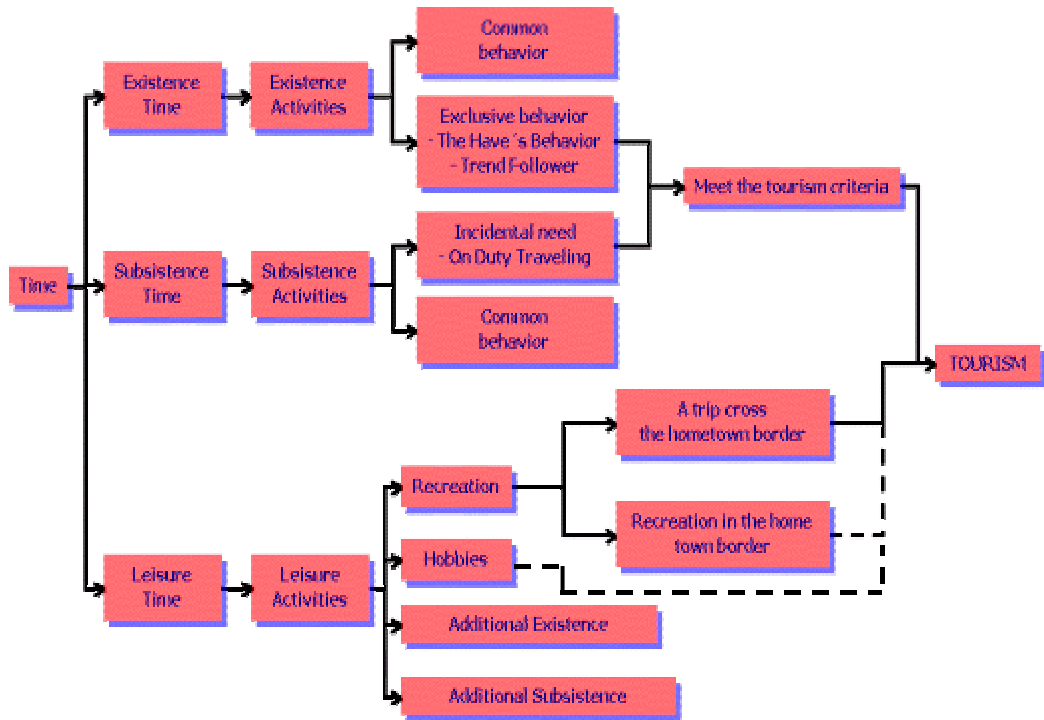 Common
behavior
Existence
Time
Existence
Activities
Exclusive behavior
- The Have ´s Behavior
- Trend Follower
Meet the tourism criteria
Incidental need
- On Duty Traveling
Time
Subsistence
Time
Subsistence
Activities
Common
behavior
TOURISM
A trip cross
the hometown border
Recreation
Recreation in the home
town border
Hobbies
Leisure
Time
Leisure
Activities
Additional Existence
Additional Subsistence